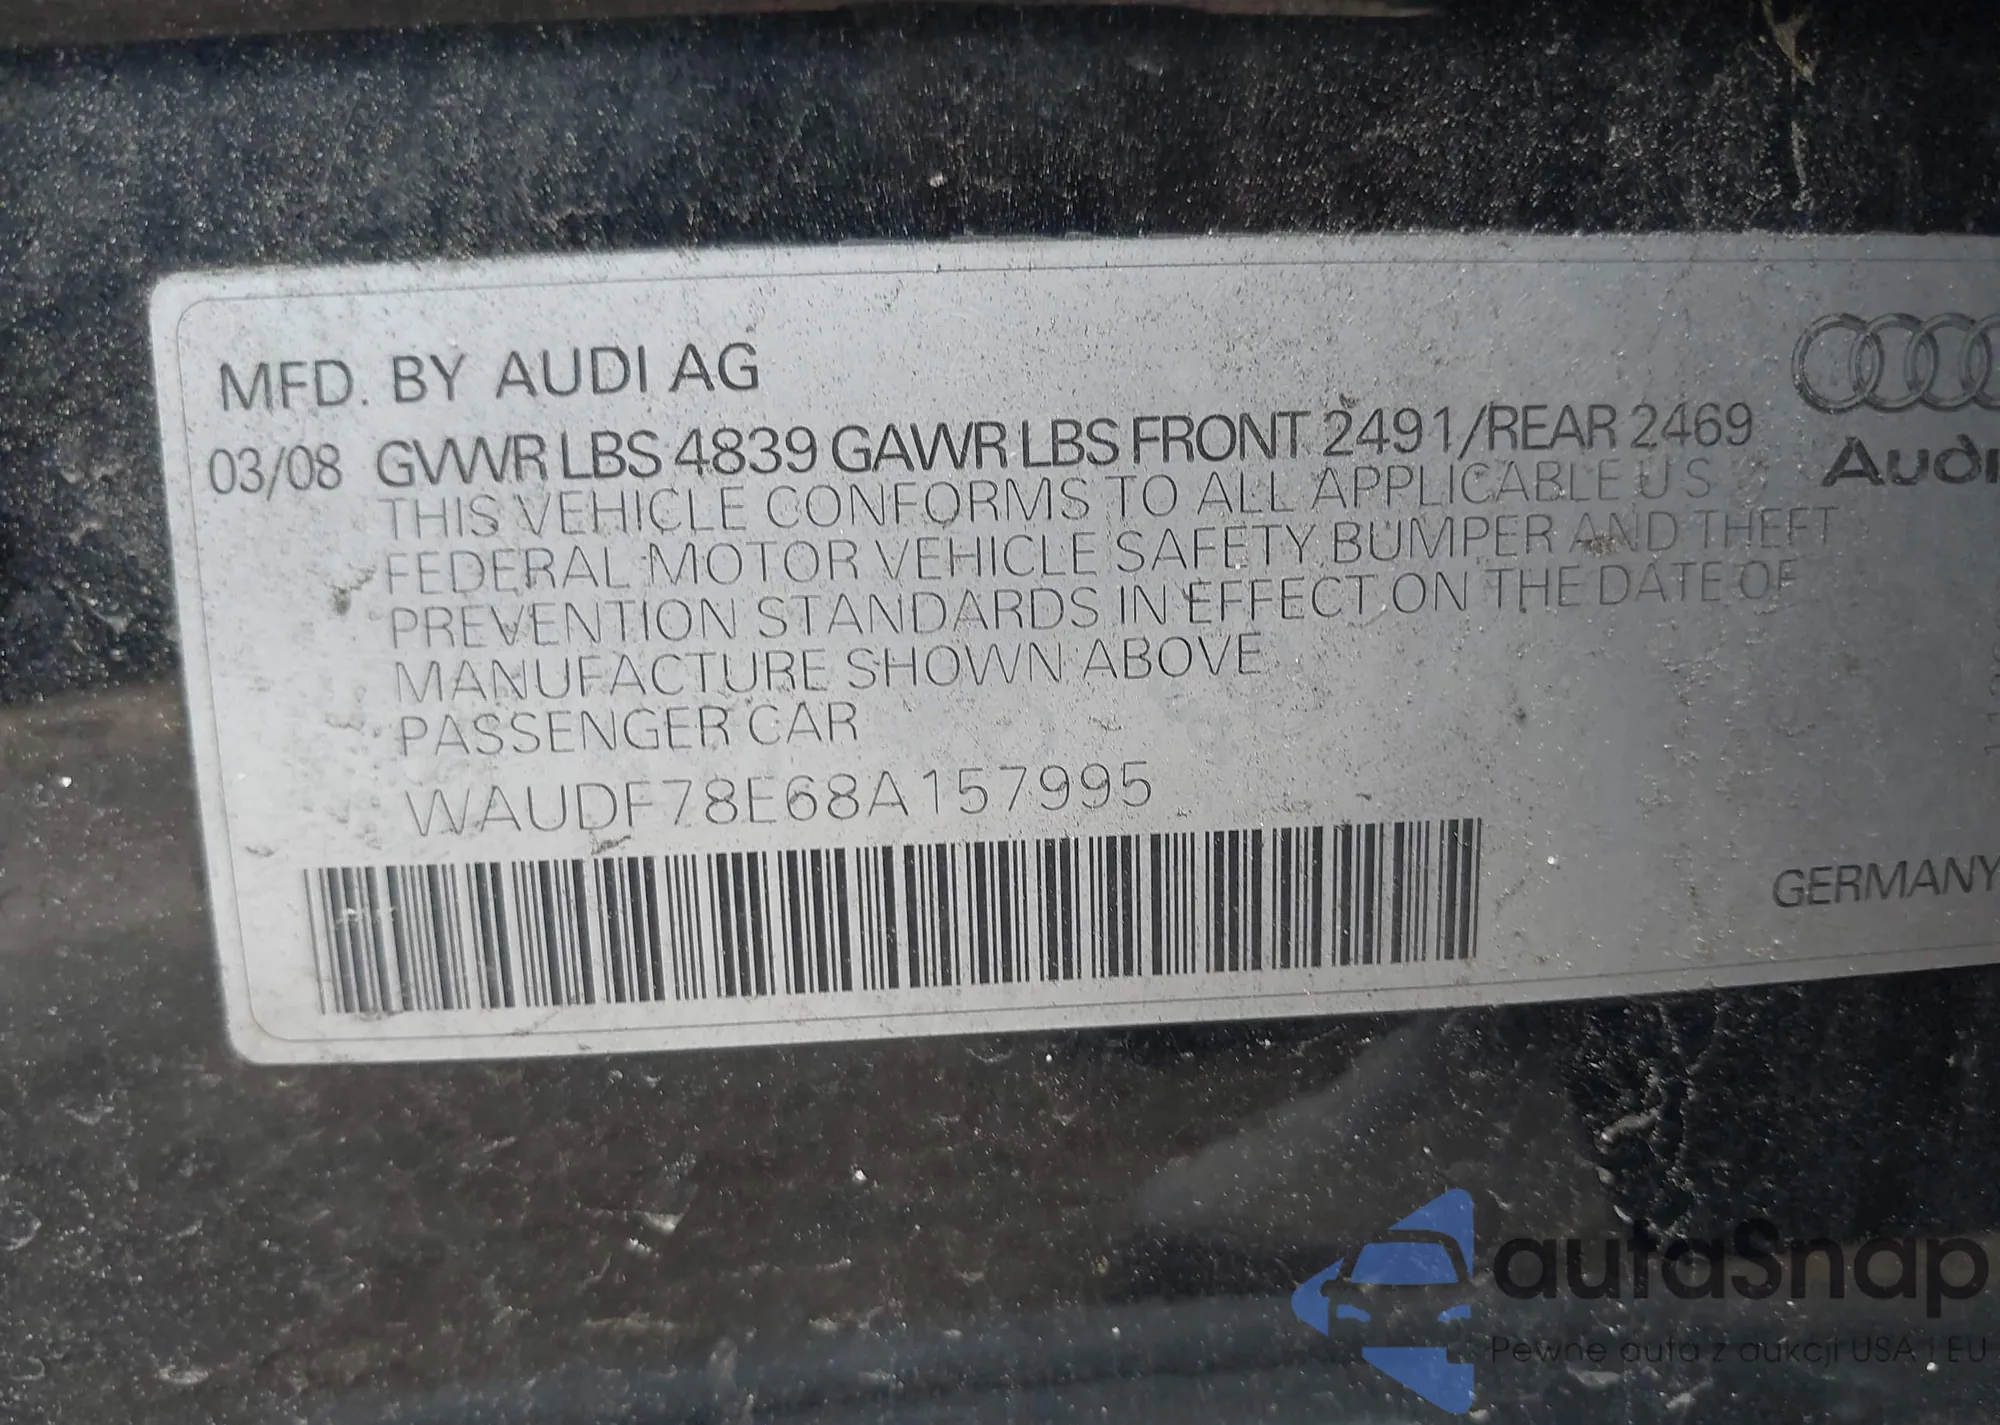 MFD. BY AUDI AG
03/08 GVWR LBS 4839 GAWR LBS FRONT 2491/REAR 2469
THIS VEHICLE CONFORMS TO ALL APPLICABLE U S
FEDERAL MOTOR VEHICLE SAFETY BUMPER AND THEFT
PREVENTION STANDARDS IN EFFECT ON THE DATE OF
MANUFACTURE SHOWN ABOVE
PASSENGER CAR
WAUDF78E68A157995
Audi
GERMANY
autaSnap
Pewne auta z aukcji USA i EU